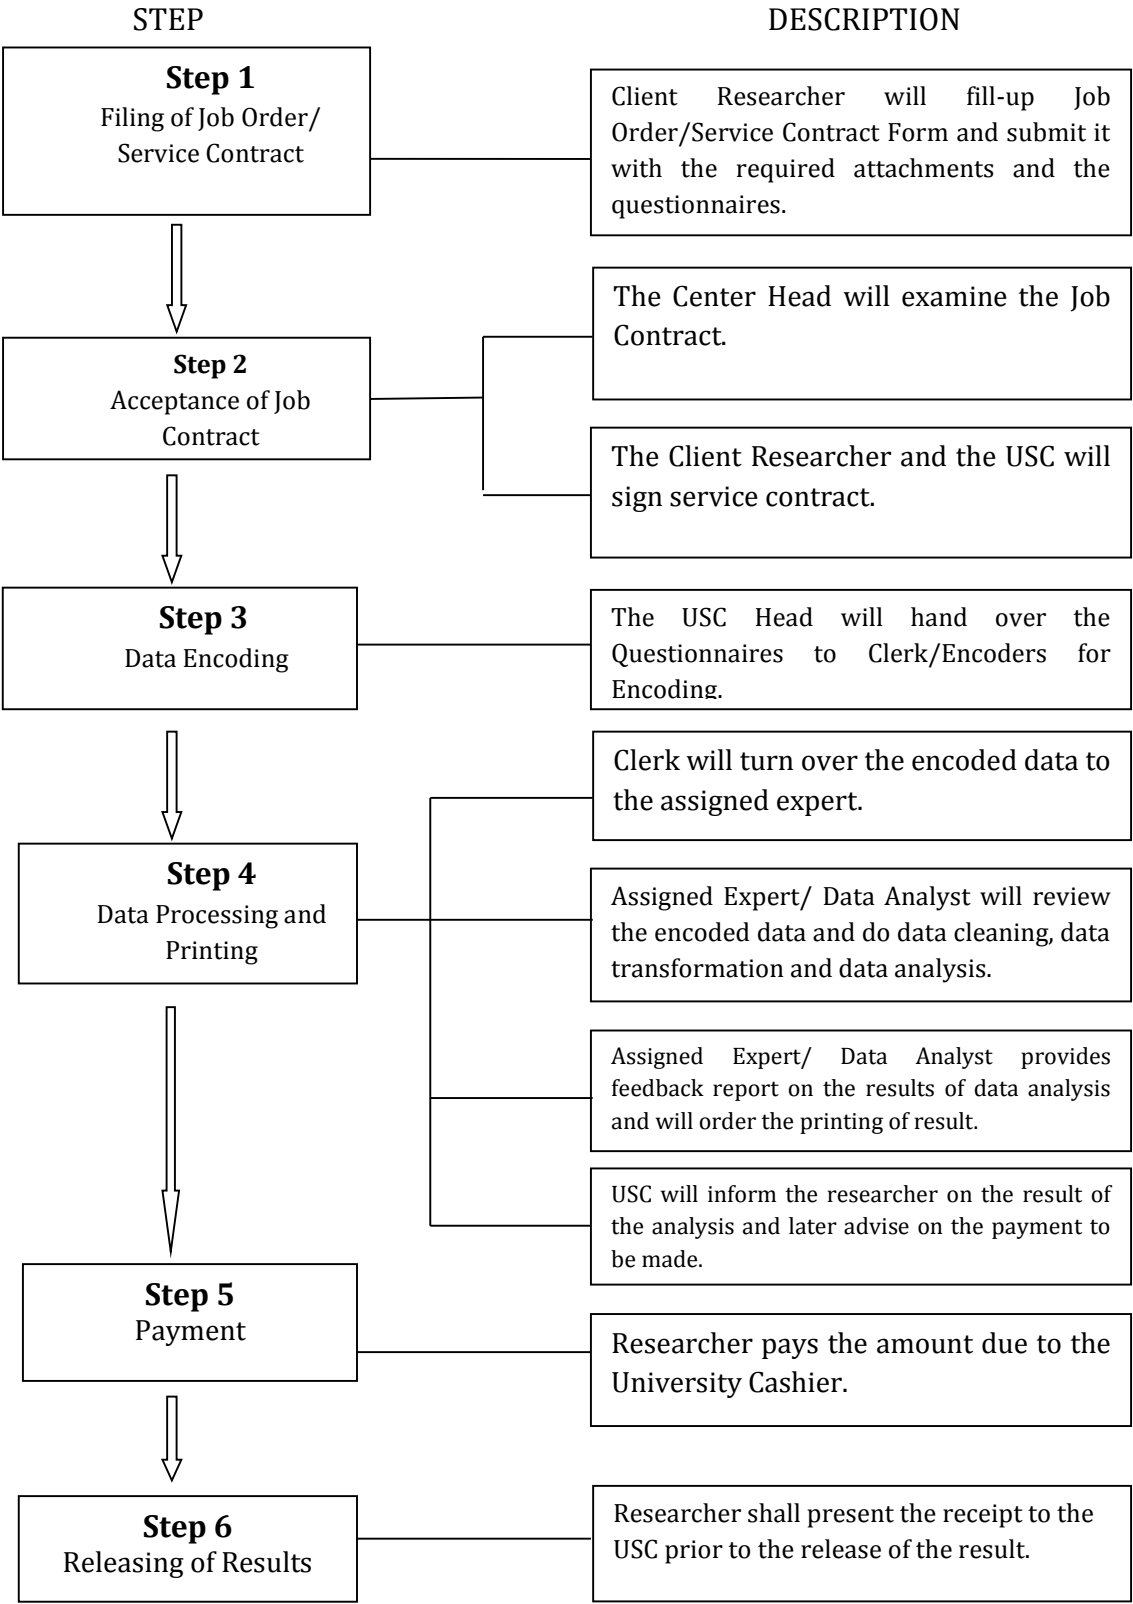 STEP
DESCRIPTION
Step 1
Filing of Job Order/
Service Contract
Client Researcher will fill-up Job
Order/Service Contract Form and submit it
with the required attachments and the
questionnaires.
Step 2
Acceptance of Job
Contract
The Center Head will examine the Job
Contract.
The Client Researcher and the USC will
sign service contract.
Step 3
Data Encoding
The USC Head will hand over the
Questionnaires to Clerk/Encoders for
Encoding.
Step 4
Data Processing and
Printing
Clerk will turn over the encoded data to
the assigned expert.
Assigned Expert/ Data Analyst will review
the encoded data and do data cleaning, data
transformation and data analysis.
Assigned Expert/ Data Analyst provides
feedback report on the results of data analysis
and will order the printing of result.
USC will inform the researcher on the result of
the analysis and later advise on the payment to
be made.
Step 5
Payment
Researcher pays the amount due to the
University Cashier.
Step 6
Releasing of Results
Researcher shall present the receipt to the
USC prior to the release of the result.